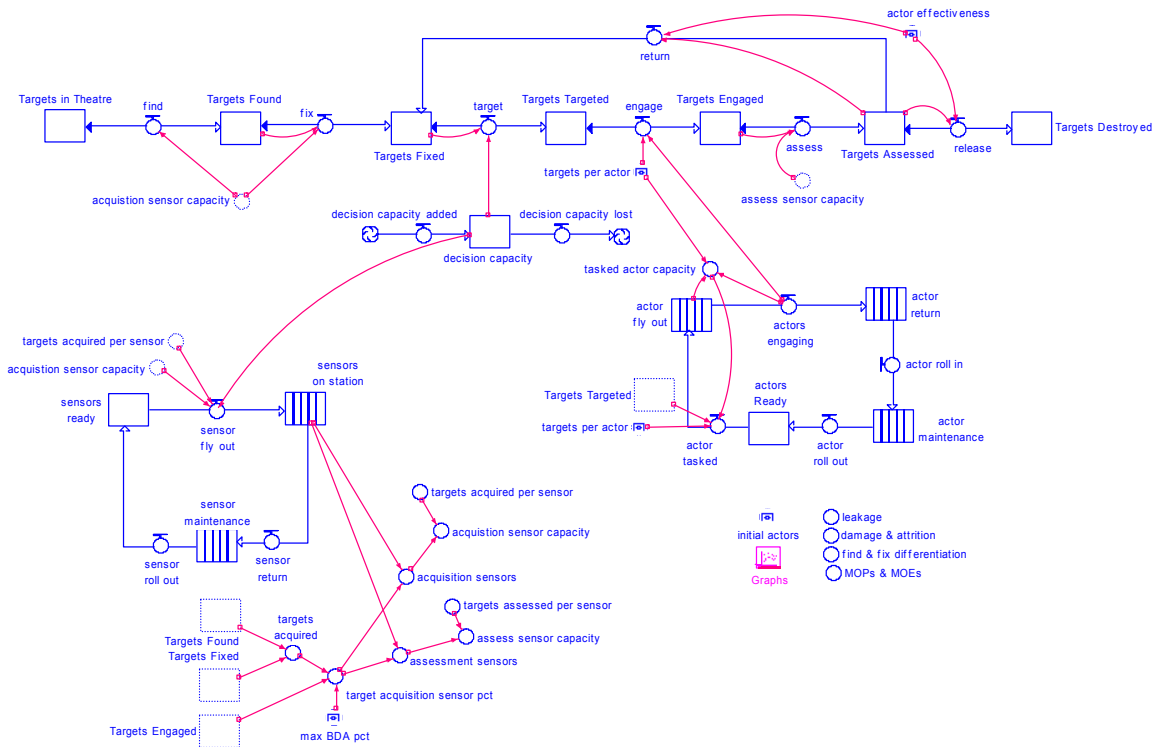 actor effectiveness
return
Targets in Theatre
find
Targets Found
fix
target
Targets Targeted
engage
Targets Engaged
Targets Destroyed
Targets Fixed
assess
Targets Assessed
release
acquistion sensor capacity
targets per actor
assess sensor capacity
decision capacity added
decision capacity lost
decision capacity
tasked actor capacity
actor
fly out
actors
engaging
actor
return
targets acquired per sensor
acquistion sensor capacity
sensors
on station
actor roll in
sensors
ready
sensor
fly out
Targets Targeted
actors
Ready
targets per actor
actor
tasked
actor
roll out
actor
maintenance
sensor
maintenance
targets acquired per sensor
acquistion sensor capacity
sensor
roll out
sensor
return
initial actors
Graphs
leakage
damage & attrition
find & fix differentiation
MOPs & MOEs
acquisition sensors
targets assessed per sensor
assess sensor capacity
targets
acquired
Targets Found
Targets Fixed
assessment sensors
target acquisition sensor pct
Targets Engaged
max BDA pct